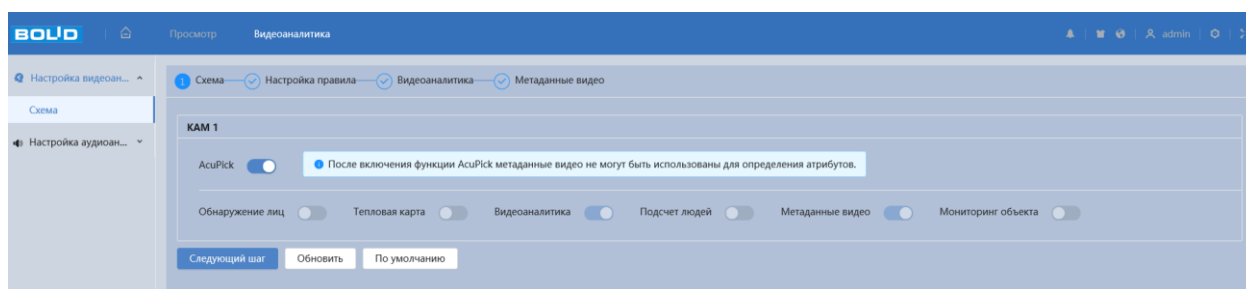 BOLID Просмотр Видеоаналитика admin
Настройка видеоан... 1 Схема Настройка правила Видеоаналитика Метаданные видео
Схема
КАМ 1
Настройка аудиоан...
AcuPick После включения функции AcuPick метаданные видео не могут быть использованы для определения атрибутов.
Обнаружение лиц Тепловая карта Видеоаналитика Подсчет людей Метаданные видео Мониторинг объекта
Следующий шаг Обновить По умолчанию